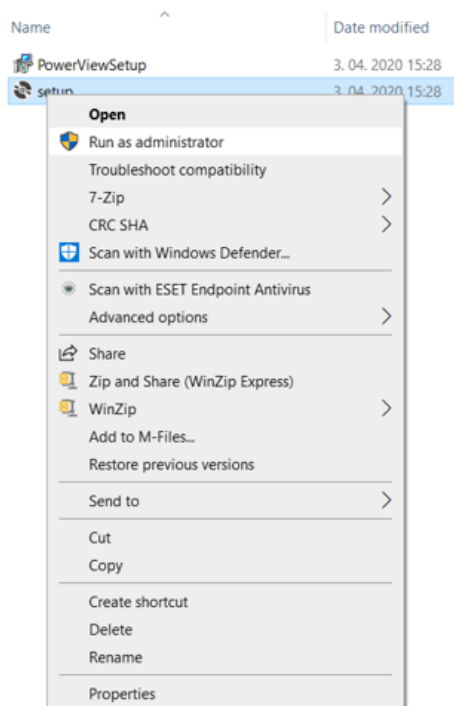 Name Date modified
PowerViewSetup 3. 04. 2020 15:28
setup 3. 04. 2020 15:28
Open
Run as administrator
Troubleshoot compatibility
7-Zip
CRC SHA
Scan with Windows Defender...
Scan with ESET Endpoint Antivirus
Advanced options
Share
Zip and Share (WinZip Express)
WinZip
Add to M-Files...
Restore previous versions
Send to
Cut
Copy
Create shortcut
Delete
Rename
Properties